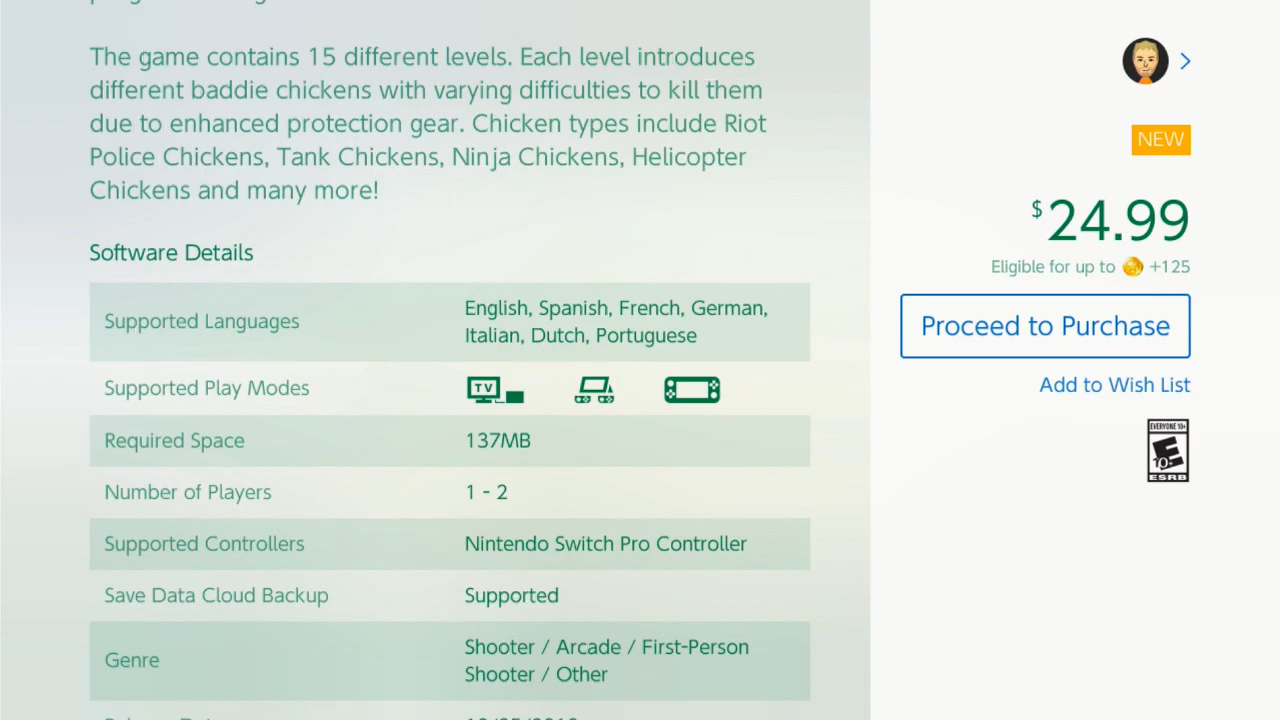 The game contains 15 different levels. Each level introduces
different baddie chickens with varying difficulties to kill them
due to enhanced protection gear. Chicken types include Riot
Police Chickens, Tank Chickens, Ninja Chickens, Helicopter
Chickens and many more!
Software Details
Supported Languages
English, Spanish, French, German,
Italian, Dutch, Portuguese
Supported Play Modes
TV
Required Space
137MB
Number of Players
1 - 2
Supported Controllers
Nintendo Switch Pro Controller
Save Data Cloud Backup
Supported
Genre
Shooter / Arcade / First-Person
Shooter / Other
NEW
$24.99
Eligible for up to +125
Proceed to Purchase
Add to Wish List
EVERYONE 10+
E
10+
ESRB